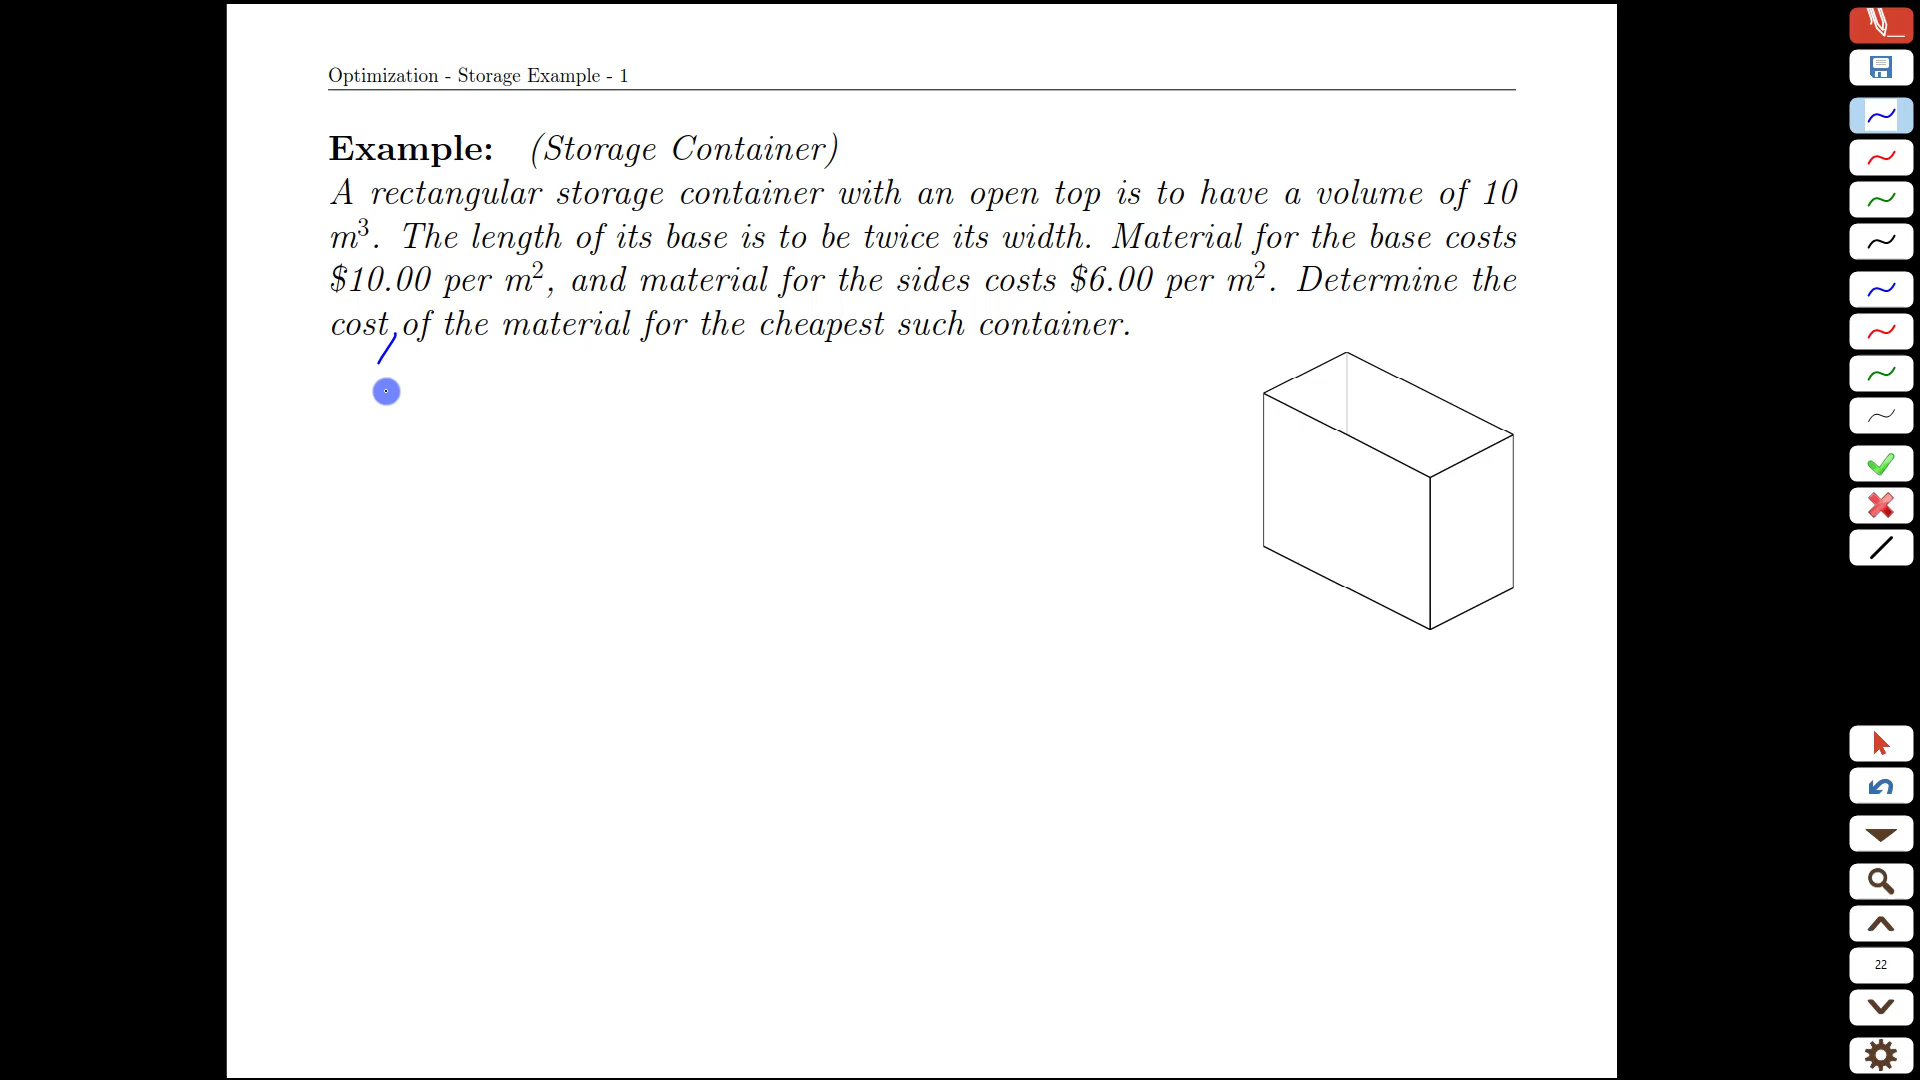 Optimization - Storage Example - 1
Example: (Storage Container)
A rectangular storage container with an open top is to have a volume of 10
m³. The length of its base is to be twice its width. Material for the base costs
$10.00 per m², and material for the sides costs $6.00 per m². Determine the
cost of the material for the cheapest such container.
22